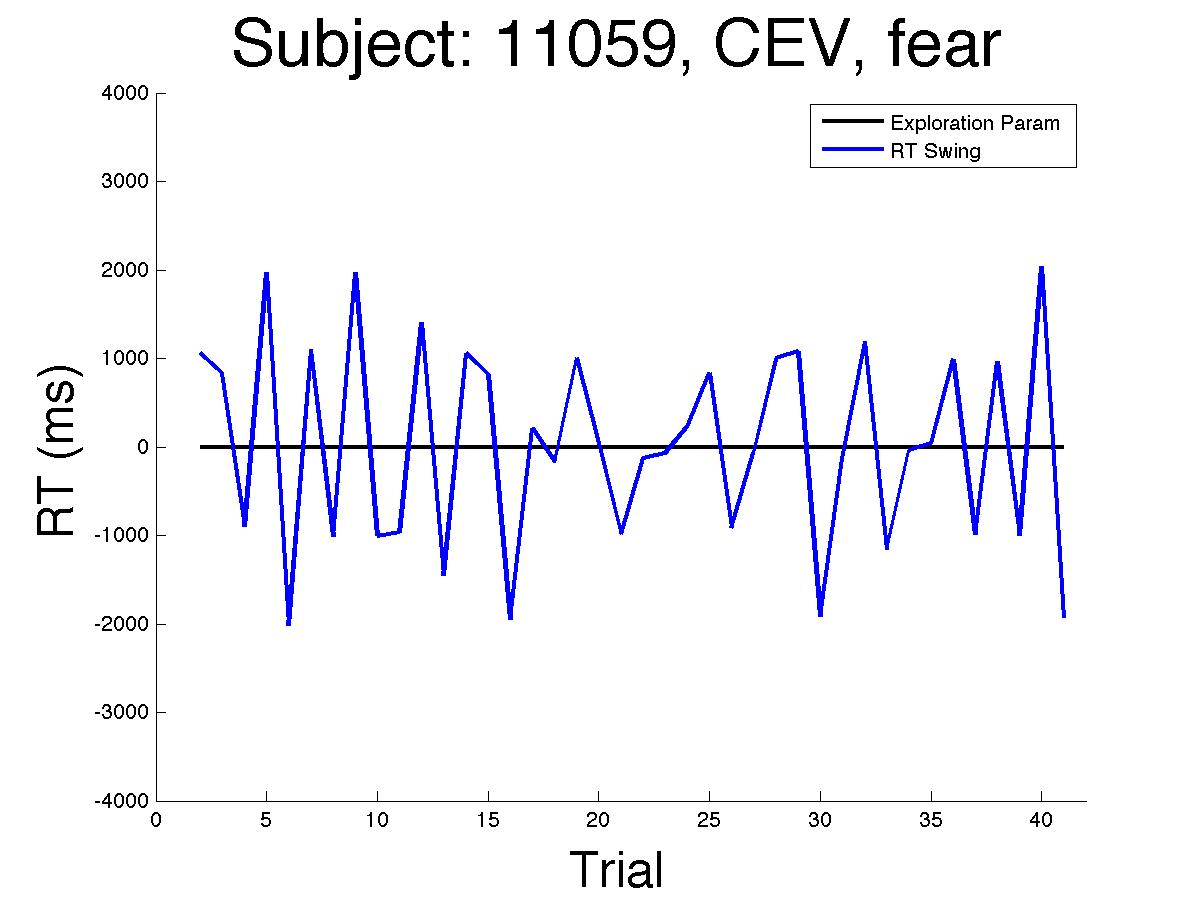 Subject: 11059, CEV, fear
4000
3000
2000
1000
0
-1000
-2000
-3000
-4000
RT (ms)
Exploration Param
RT Swing
0 5 10 15 20 25 30 35 40
Trial